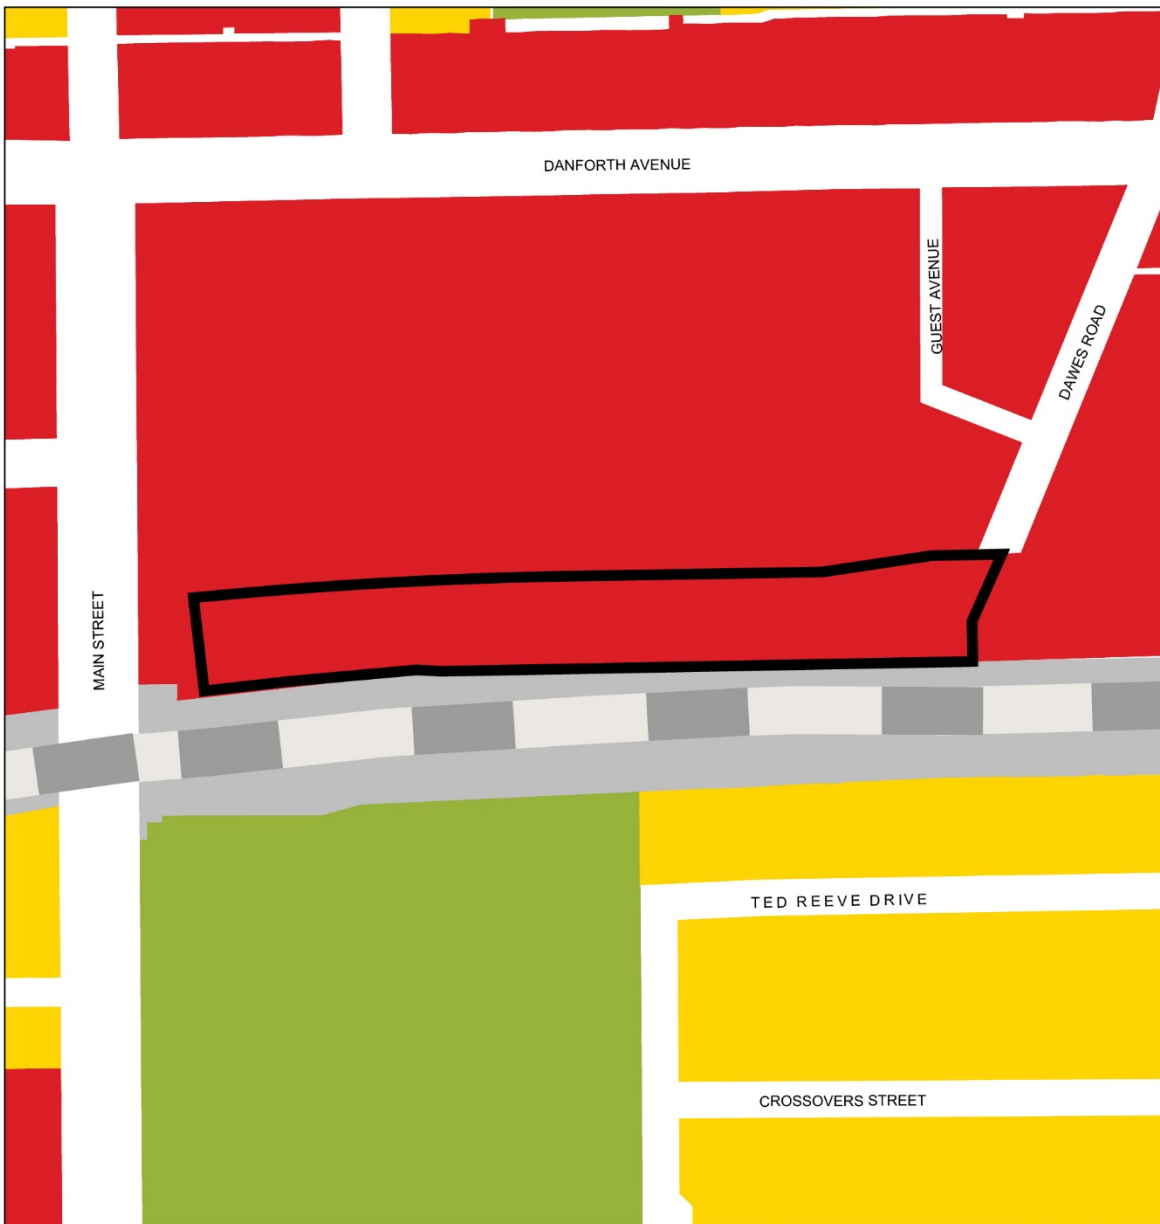 DANFORTH AVENUE
GUEST AVENUE
DAWES ROAD
MAIN STREET
TED REEVE DRIVE
CROSSOVERS STREET